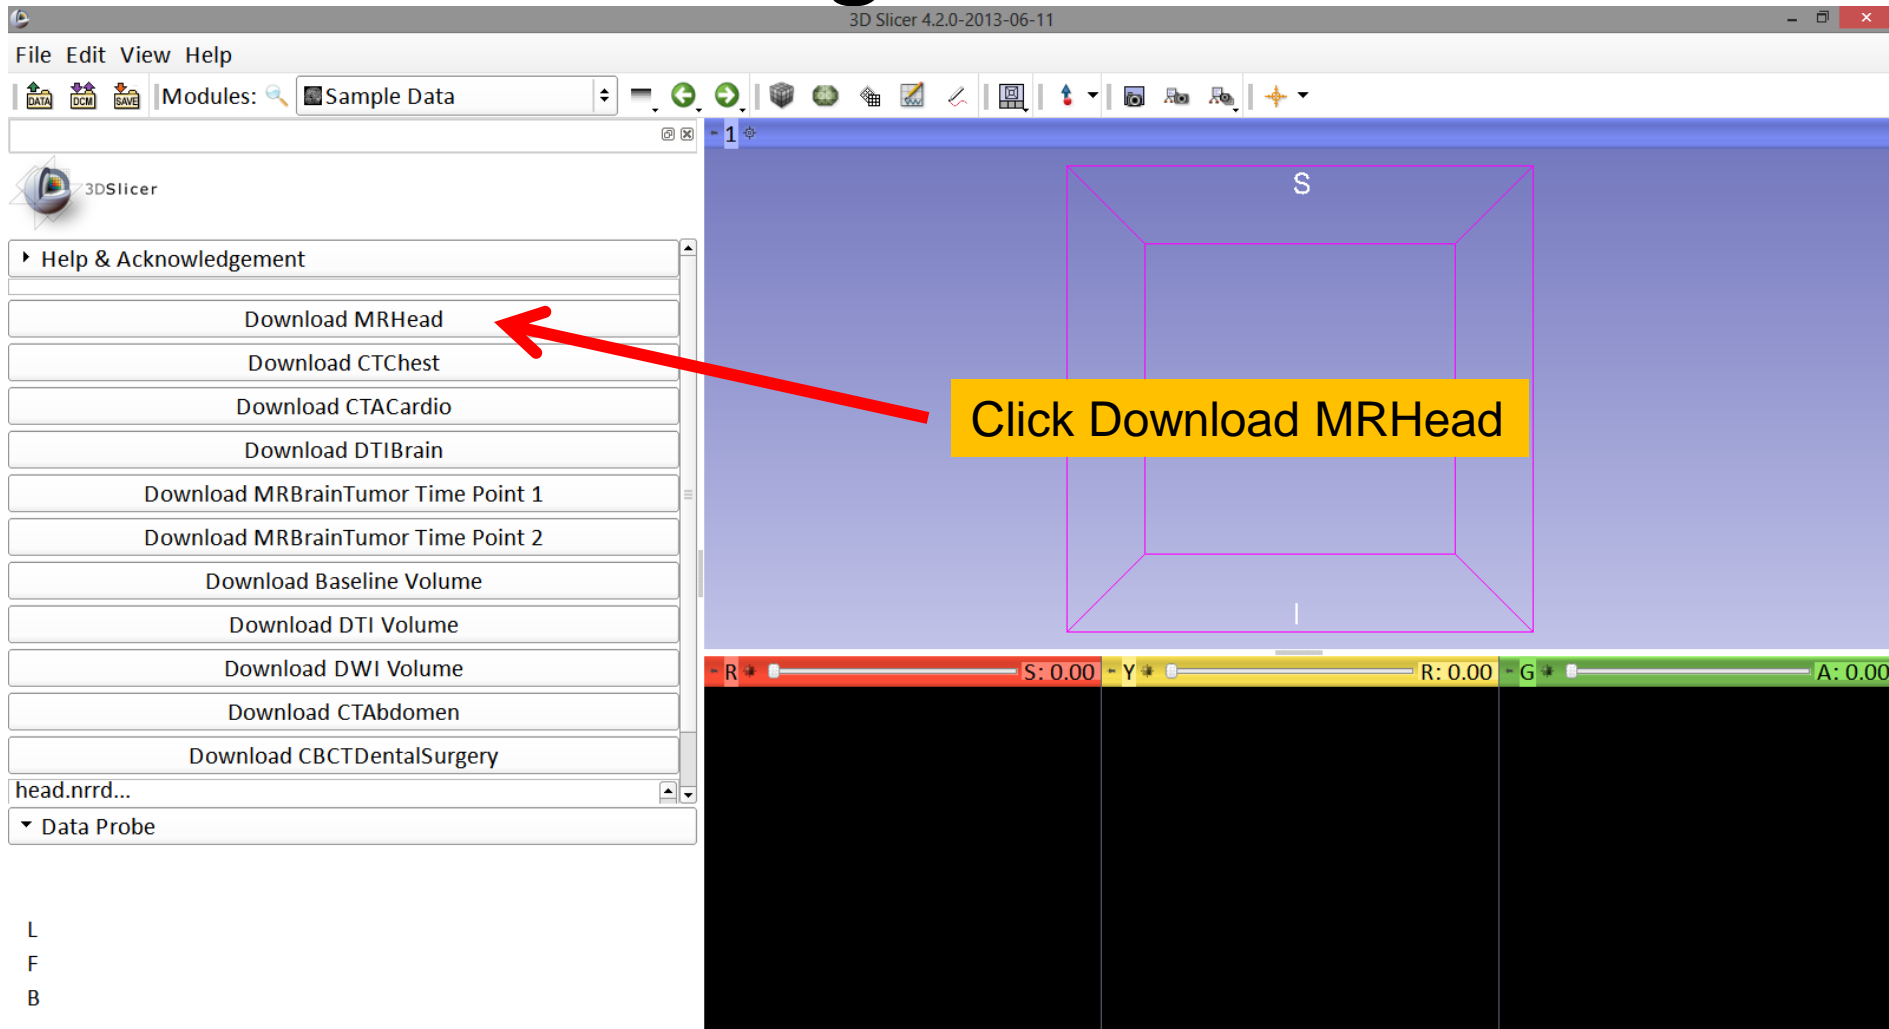 3D Slicer 4.2.0-2013-06-11
File Edit View Help
DATA DCM SAVE Modules: Sample Data
1
3DSlicer
S
Help & Acknowledgement
Download MRHead
Download CTChest
Download CTACardio
Click Download MRHead
Download DTIBrain
Download MRBrainTumor Time Point 1
Download MRBrainTumor Time Point 2
Download Baseline Volume
Download DTI Volume
I
Download DWI Volume
R S: 0.00 Y R: 0.00 G A: 0.00
Download CTAbdomen
Download CBCTDentalSurgery
head.nrrd...
Data Probe
L
F
B